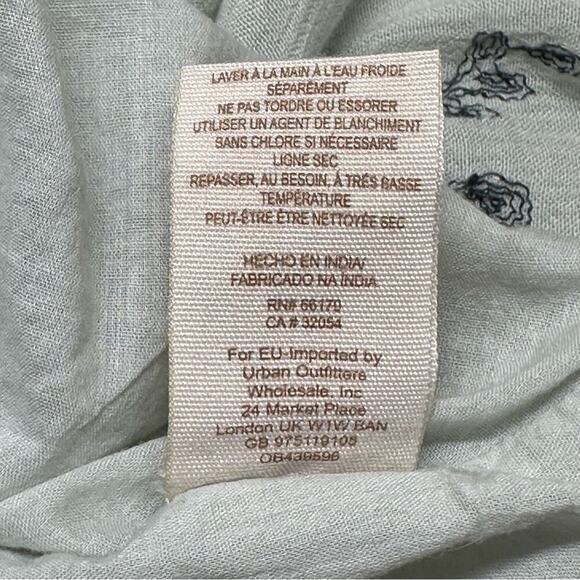 LAVER À LA MAIN À L'EAU FROIDE
SÉPARÉMENT
NE PAS TORDRE OU ESSORER
UTILISER UN AGENT DE BLANCHIMENT
SANS CHLORE SI NÉCESSAIRE
LIGNE SEC
REPASSER, AU BESOIN, À TRÈS BASSE
TEMPÉRATURE
PEUT-ÊTRE ÊTRE NETTOYÉE SEC
HECHO EN INDIA/
FABRICADO NA ÍNDIA
RN# 66170
CA # 32054
For EU-Imported by
Urban Outfitters
Wholesale, Inc
24 Market Place
London UK W1W BAN
GB 975119108
OB439596